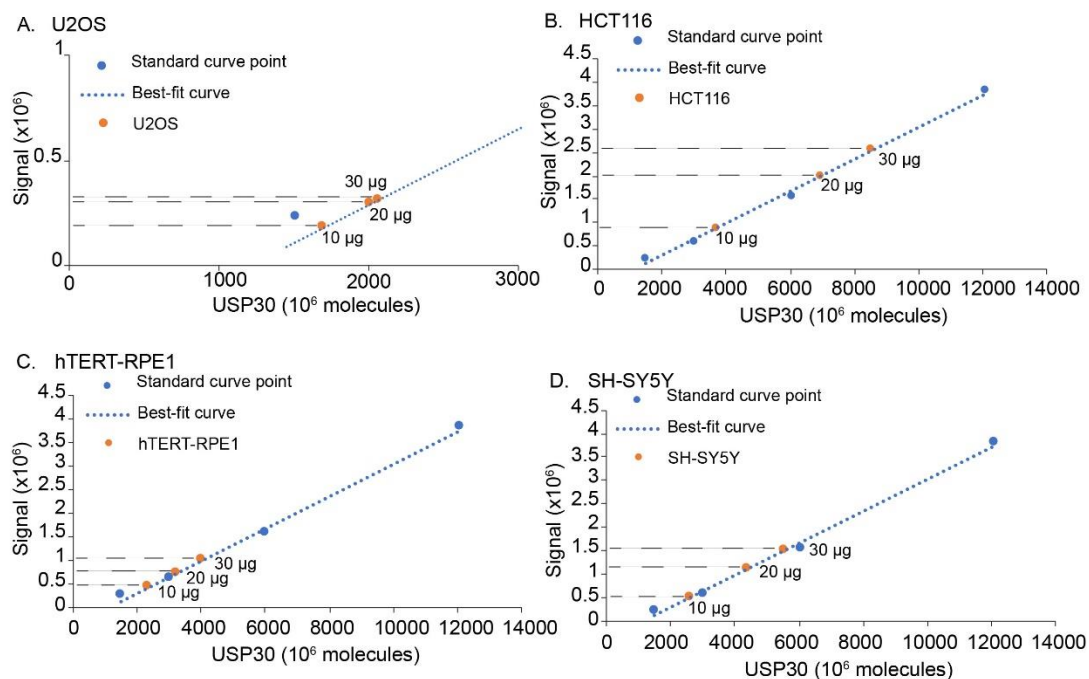 A. U2OS
1
Standard curve point
Best-fit curve
U2OS
0.5
0
30 µg
20 µg
10 µg
0 1000 2000 3000
Signal (x10⁶)
USP30 (10⁶ molecules)
B. HCT116
4.5
4
3.5
3
2.5
2
1.5
1
0.5
0
Standard curve point
Best-fit curve
HCT116
30 µg
20 µg
10 µg
0 2000 4000 6000 8000 10000 12000 14000
Signal (x10⁶)
USP30 (10⁶ molecules)
C. hTERT-RPE1
4.5
4
3.5
3
2.5
2
1.5
1
0.5
0
Standard curve point
Best-fit curve
hTERT-RPE1
30 µg
20 µg
10 µg
0 2000 4000 6000 8000 10000 12000 14000
Signal (x10⁶)
USP30 (10⁶ molecules)
D. SH-SY5Y
4.5
4
3.5
3
2.5
2
1.5
1
0.5
0
Standard curve point
Best-fit curve
SH-SY5Y
30 µg
20 µg
10 µg
0 2000 4000 6000 8000 10000 12000 14000
Signal (x10⁶)
USP30 (10⁶ molecules)